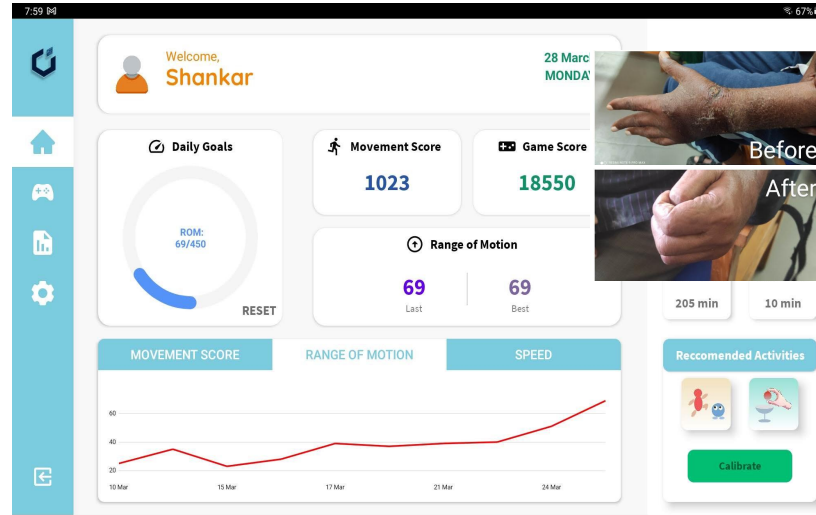 7:59
67%
Welcome,
Shankar
28 Marc
MONDA
Before
After
Daily Goals
ROM:
69/450
RESET
Movement Score
1023
Game Score
18550
Range of Motion
69
Last
69
Best
205 min
10 min
MOVEMENT SCORE
RANGE OF MOTION
SPEED
60
40
20
10 Mar
15 Mar
17 Mar
21 Mar
24 Mar
Reccomended Activities
Calibrate